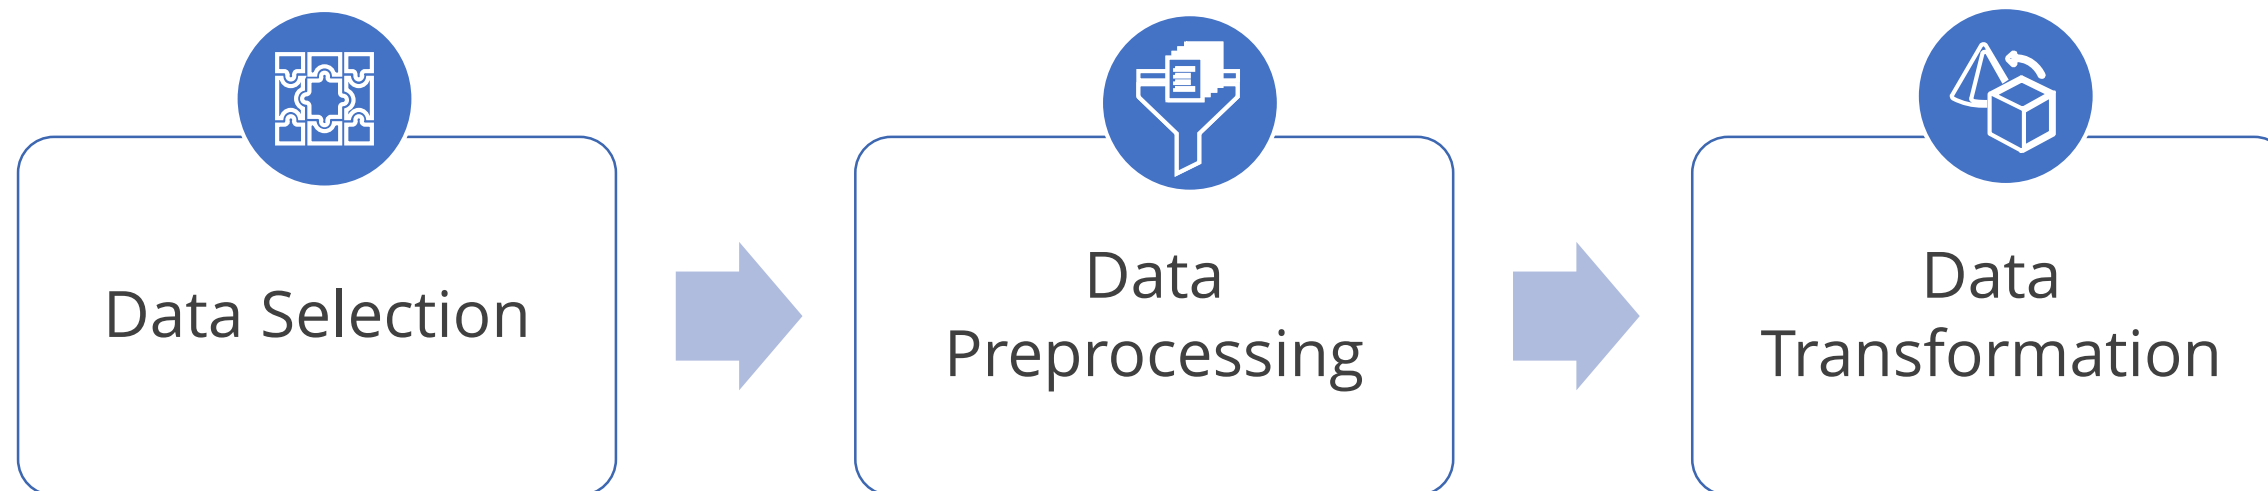 Data Selection
Data
Preprocessing
Data
Transformation